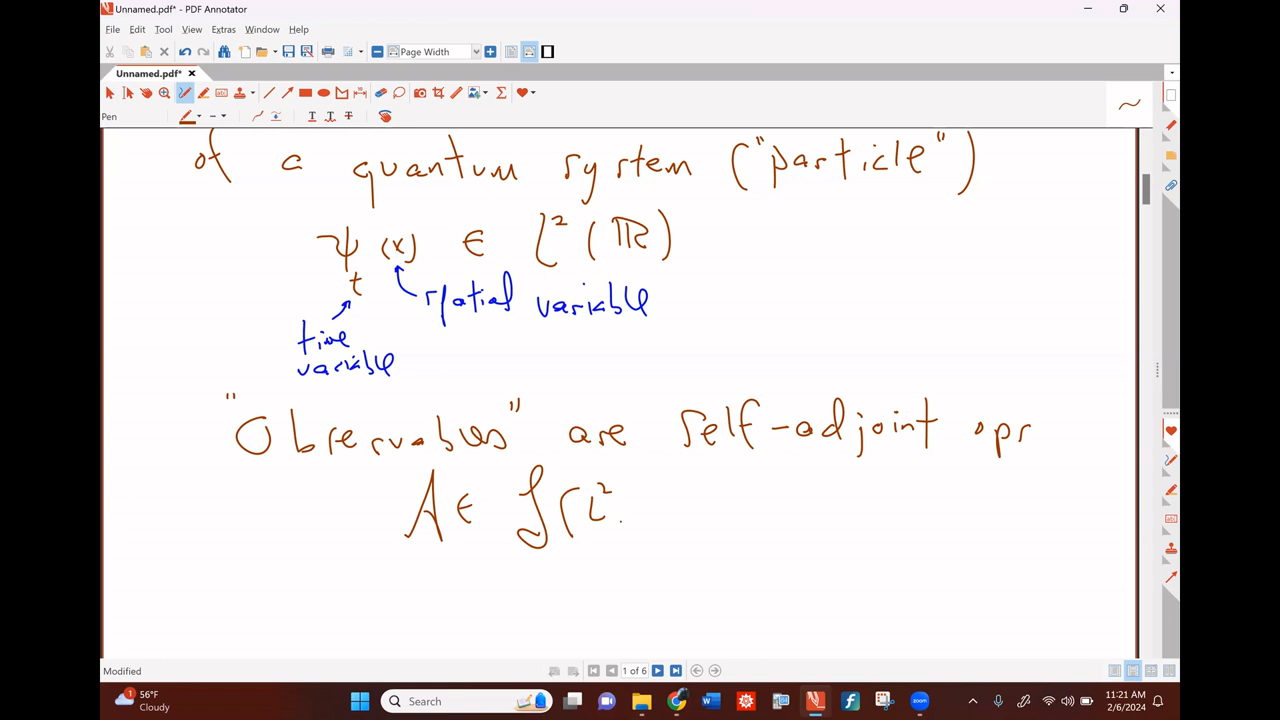 Unnamed.pdf* - PDF Annotator
File Edit Tool View Extras Window Help
Page Width
Unnamed.pdf*
Pen
of a quantum system ("particle")
ψ_t (x) ∈ L² (ℝ)
spatial variable
time
variable
"Observables" are self-adjoint opr
A ∈ L(L²
Modified
1 of 6
56°F
Cloudy
Search
11:21 AM
2/6/2024